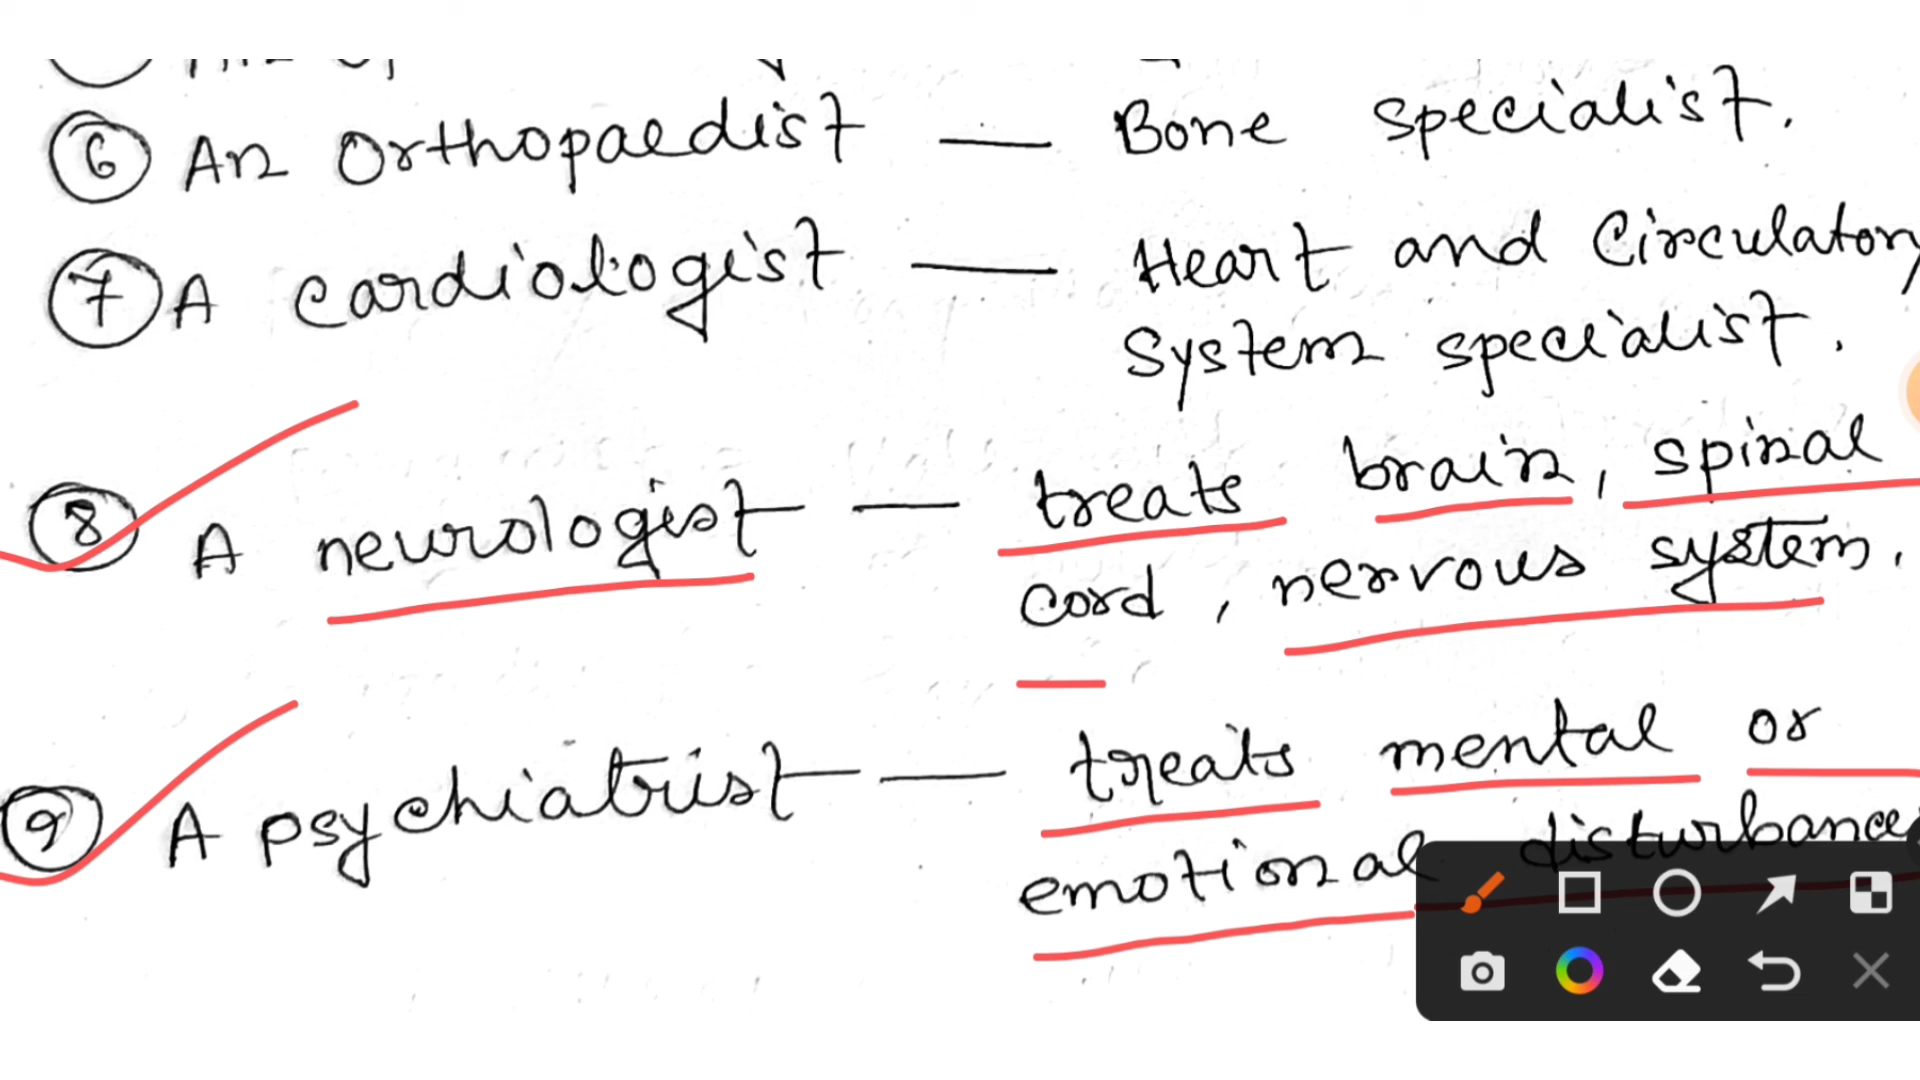 6 An Orthopaedist — Bone specialist.
7 A cardiologist — Heart and Circulatory
System specialist.
8 A neurologist — treats brain, spinal
cord, nervous system.
9 A psychiatrist — treats mental or
emotional disturbance